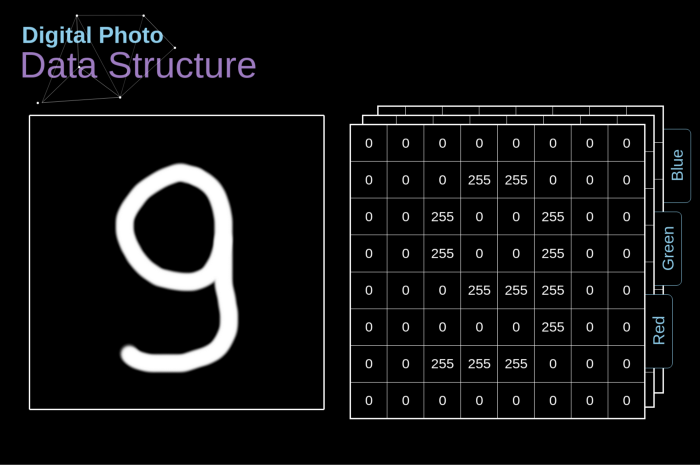 Digital Photo
Data Structure
9
0 0 0 0 0 0 0 0
0 0 0 255 255 0 0 0
0 0 255 0 0 255 0 0
0 0 255 0 0 255 0 0
0 0 0 255 255 255 0 0
0 0 0 0 0 255 0 0
0 0 255 255 255 0 0 0
0 0 0 0 0 0 0 0
Blue
Green
Red